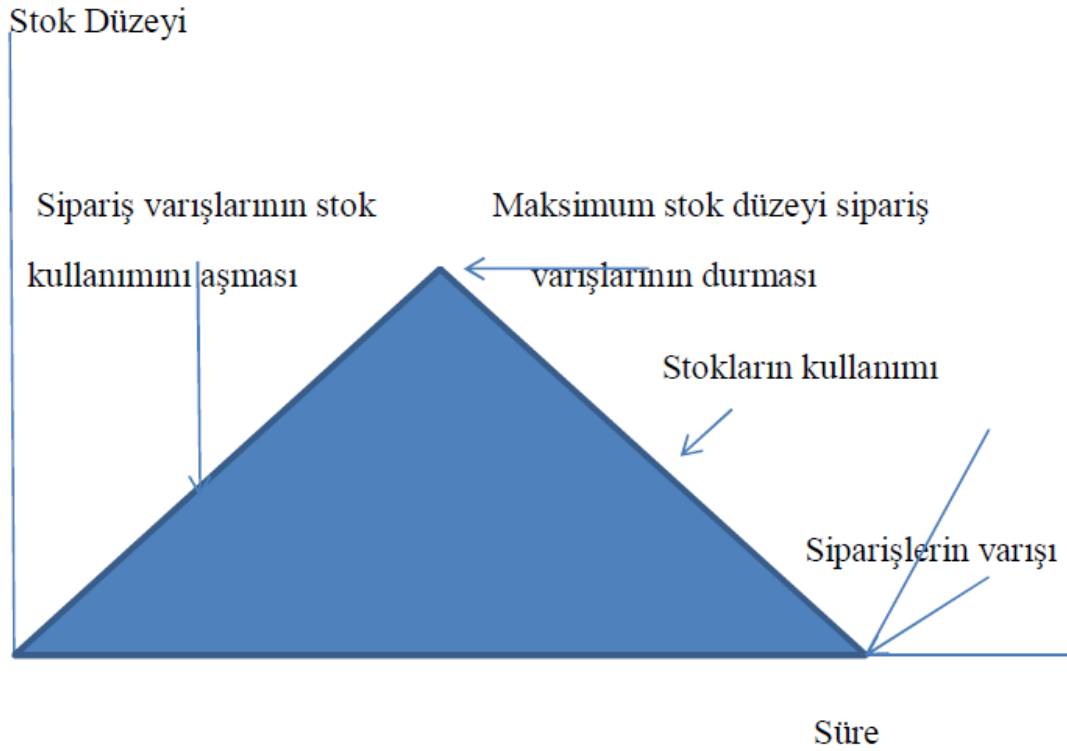 Stok Düzeyi
Sipariş varışlarının stok
kullanımını aşması
Maksimum stok düzeyi sipariş
varışlarının durması
Stokların kullanımı
Siparişlerin varışı
Süre